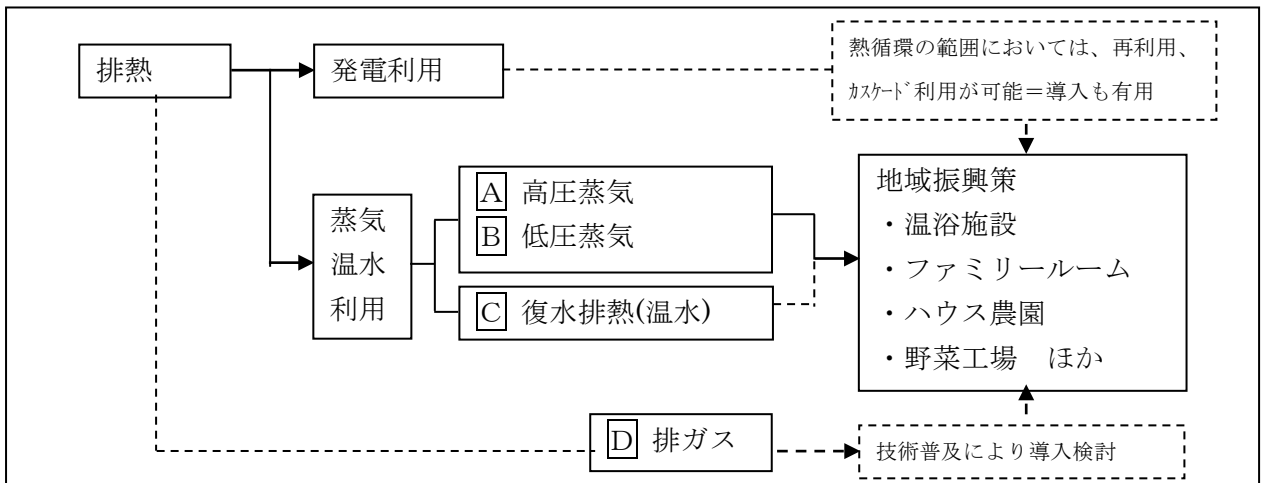 排熱
発電利用
熱循環の範囲においては、再利用、
ｶｽｹｰﾄﾞ利用が可能＝導入も有用
蒸気
温水
利用
A 高圧蒸気
B 低圧蒸気
C 復水排熱(温水)
地域振興策
・温浴施設
・ファミリールーム
・ハウス農園
・野菜工場　ほか
D 排ガス
技術普及により導入検討